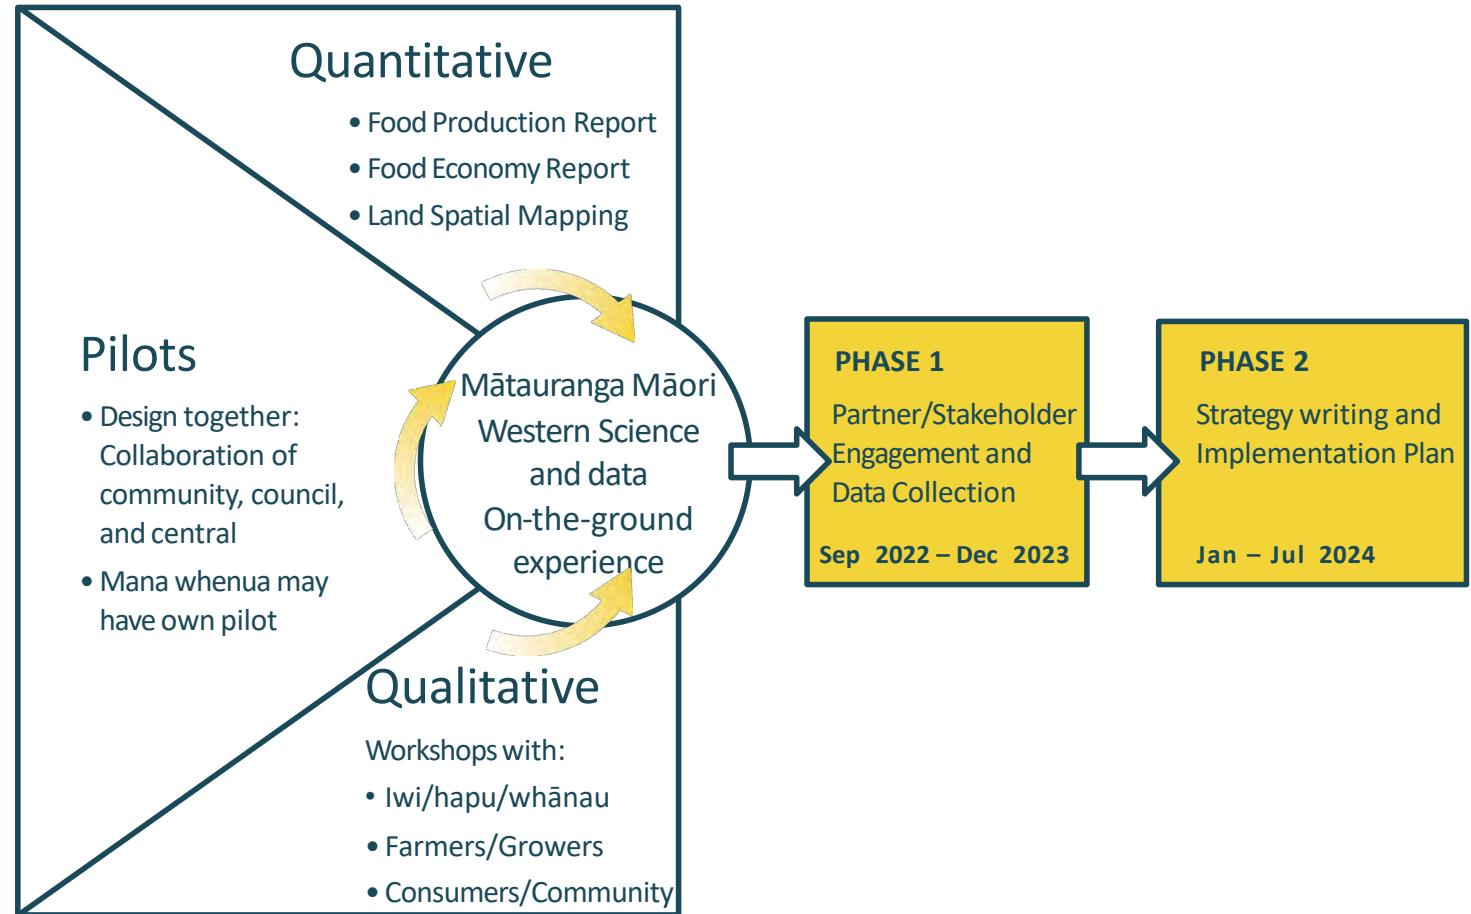 Quantitative
• Food Production Report
• Food Economy Report
• Land Spatial Mapping
Pilots
• Design together:
Collaboration of
community, council,
and central
• Mana whenua may
have own pilot
Mātauranga Māori
Western Science
and data
On-the-ground
experience
Qualitative
Workshops with:
• Iwi/hapu/whānau
• Farmers/Growers
• Consumers/Community
PHASE 1
Partner/Stakeholder
Engagement and
Data Collection
Sep 2022 – Dec 2023
PHASE 2
Strategy writing and
Implementation Plan
Jan – Jul 2024